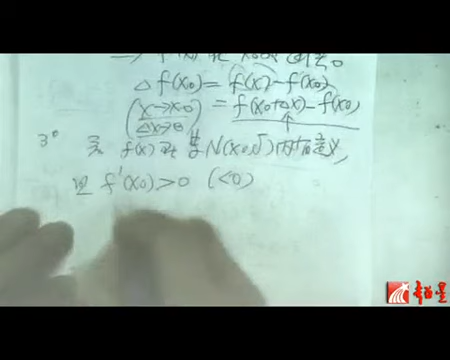 Δf(x₀)=f(x)-f(x₀)
(x→x₀ Δx→0) =f(x₀+Δx)-f(x₀)
3° f(x)在某N(x₀,δ)内有定义,
且 f'(x₀)>0 (<0)